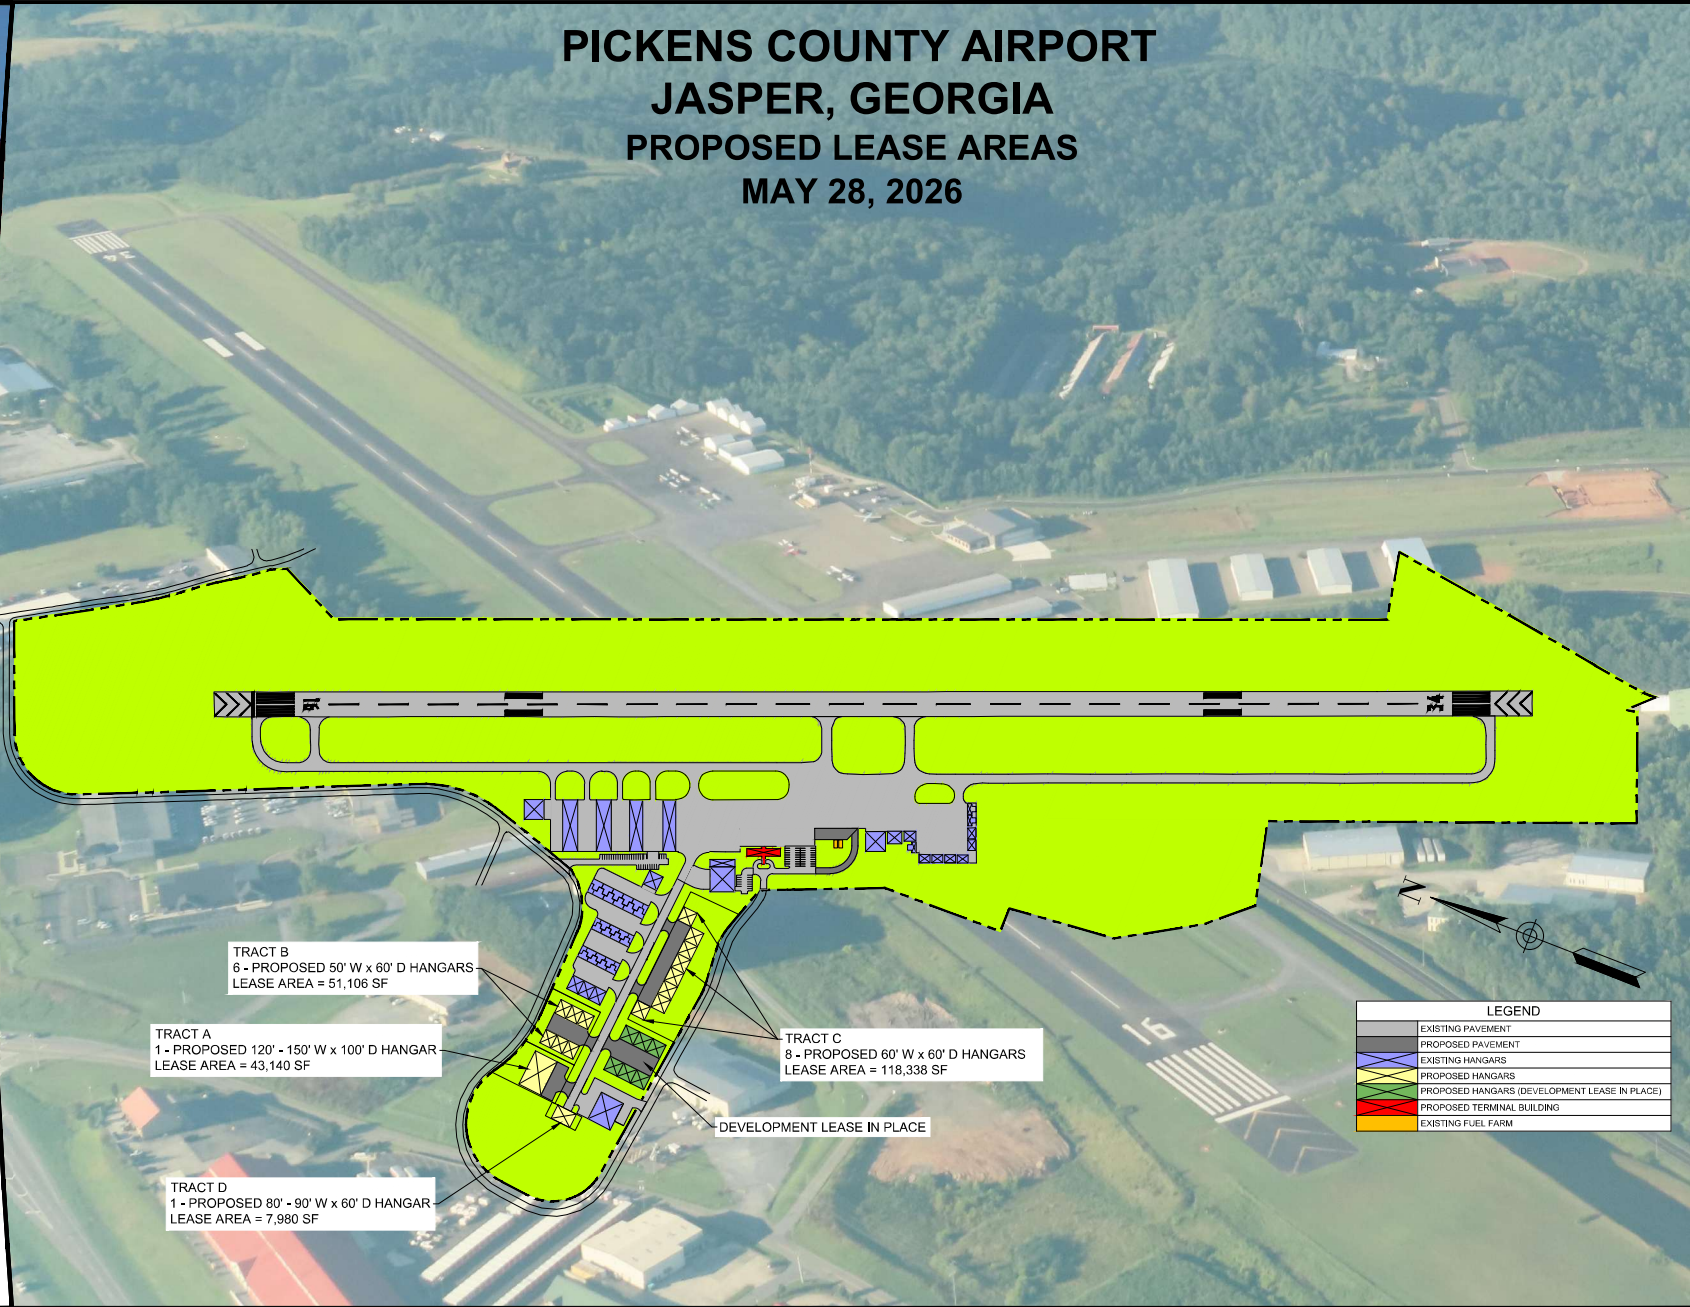 PICKENS COUNTY AIRPORT
JASPER, GEORGIA
PROPOSED LEASE AREAS
MAY 28, 2026
TRACT B
6 - PROPOSED 50' W x 60' D HANGARS
LEASE AREA = 51,106 SF
TRACT A
1 - PROPOSED 120' - 150' W x 100' D HANGAR
LEASE AREA = 43,140 SF
TRACT C
8 - PROPOSED 60' W x 60' D HANGARS
LEASE AREA = 118,338 SF
DEVELOPMENT LEASE IN PLACE
TRACT D
1 - PROPOSED 80' - 90' W x 60' D HANGAR
LEASE AREA = 7,980 SF
N
16
34
LEGEND
EXISTING PAVEMENT
PROPOSED PAVEMENT
EXISTING HANGARS
PROPOSED HANGARS
PROPOSED HANGARS (DEVELOPMENT LEASE IN PLACE)
PROPOSED TERMINAL BUILDING
EXISTING FUEL FARM